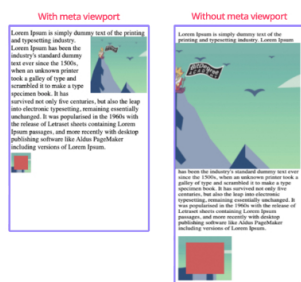 With meta viewport
Lorem Ipsum is simply dummy text of the printing
and typesetting industry.
Lorem Ipsum has been the
industry's standard dummy
text ever since the 1500s,
when an unknown printer
took a galley of type and
scrambled it to make a type
specimen book. It has
survived not only five centuries, but also the leap
into electronic typesetting, remaining essentially
unchanged. It was popularised in the 1960s with
the release of Letraset sheets containing Lorem
Ipsum passages, and more recently with desktop
publishing software like Aldus PageMaker
including versions of Lorem Ipsum.
Without meta viewport
Lorem Ipsum is simply dummy text of the
printing and typesetting industry. Lorem Ipsum
has been the industry's standard dummy text ever
since the 1500s, when an unknown printer took a
galley of type and scrambled it to make a type
specimen book. It has survived not only five
centuries, but also the leap into electronic
typesetting, remaining essentially unchanged. It
was popularised in the 1960s with the release of
Letraset sheets containing Lorem Ipsum
passages, and more recently with desktop
publishing software like Aldus PageMaker
including versions of Lorem Ipsum.